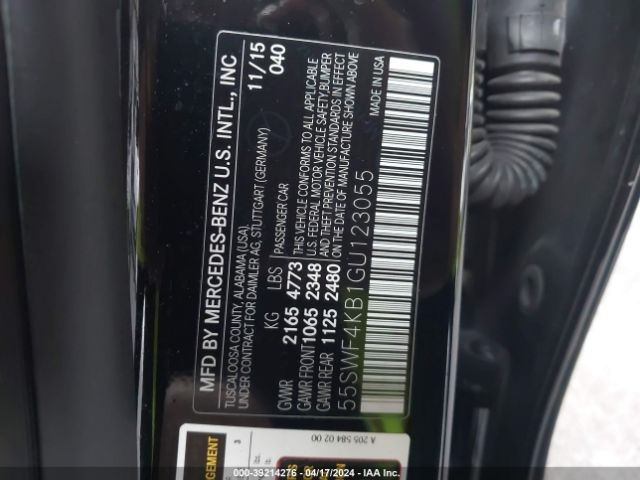 MFD BY MERCEDES-BENZ U.S. INTL., INC
TUSCALOOSA COUNTY, ALABAMA (USA)
UNDER CONTRACT FOR DAIMLER AG, STUTTGART (GERMANY)
11/15
040
KG LBS PASSENGER CAR
GVWR 2165 4773
GAWR FRONT 1065 2348
GAWR REAR 1125 2480
THIS VEHICLE CONFORMS TO ALL APPLICABLE
U.S. FEDERAL MOTOR VEHICLE SAFETY, BUMPER
AND THEFT PREVENTION STANDARDS IN EFFECT
ON THE DATE OF MANUFACTURE SHOWN ABOVE
55SWF4KB1GU123055
MADE IN USA
A 205 584 02 00
3
000-39214276 - 04/17/2024 - IAA Inc.